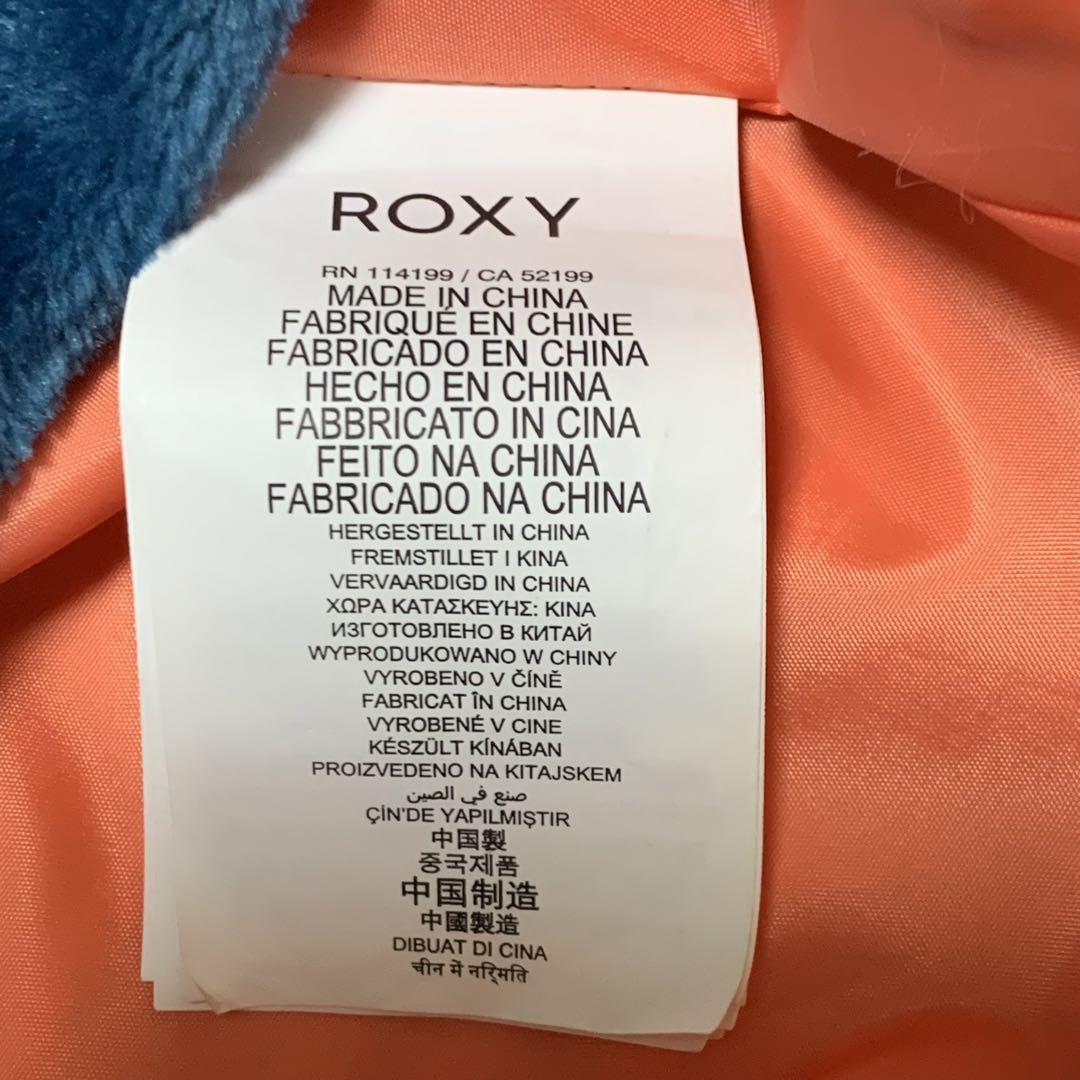 ROXY
RN 114199 / CA 52199
MADE IN CHINA
FABRIQUÉ EN CHINE
FABRICADO EN CHINA
HECHO EN CHINA
FABBRICATO IN CINA
FEITO NA CHINA
FABRICADO NA CHINA
HERGESTELLT IN CHINA
FREMSTILLET I KINA
VERVAARDIGD IN CHINA
ΧΩΡΑ ΚΑΤΑΣΚΕΥΗΣ: ΚΙΝΑ
ИЗГОТОВЛЕНО В КИТАЙ
WYPRODUKOWANO W CHINY
VYROBENO V ČÍNĚ
FABRICAT ÎN CHINA
VYROBENÉ V CINE
KÉSZÜLT KÍNÁBAN
PROIZVEDENO NA KITAJSKEM
صنع في الصين
ÇİN'DE YAPILMIŞTIR
中国製
중국제품
中国制造
中國製造
DIBUAT DI CINA
चीन में नर्िमति